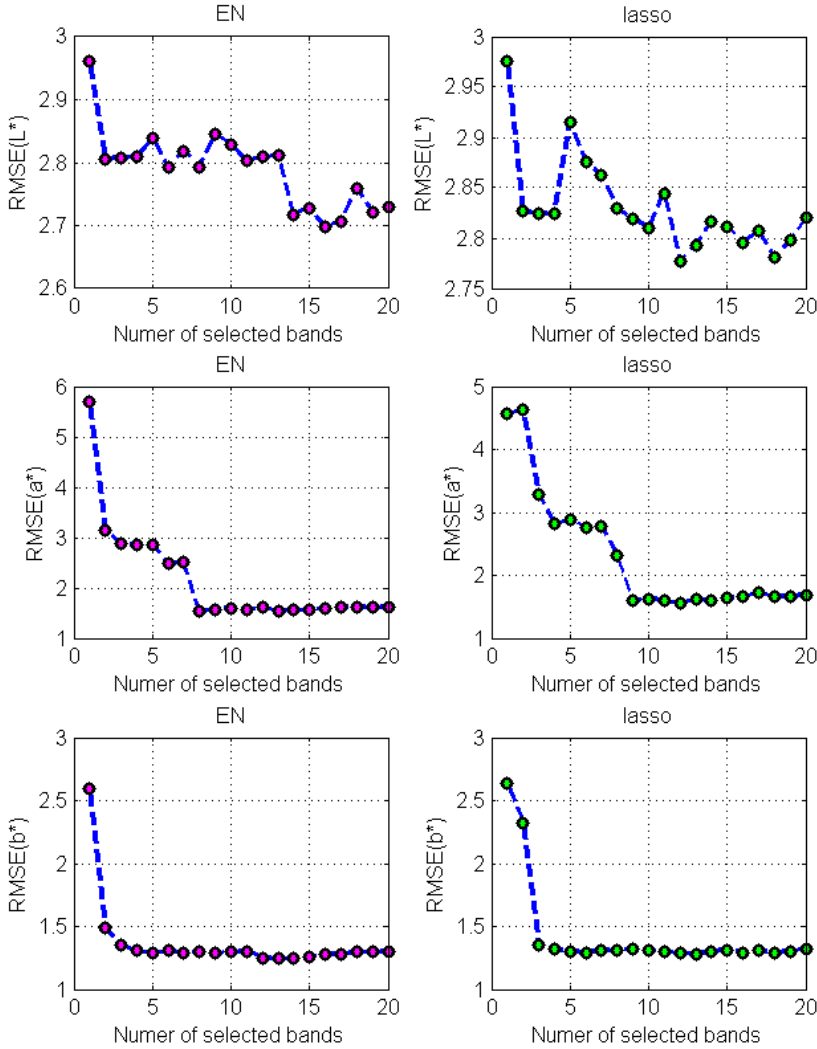 EN
3
2.9
2.8
2.7
2.6
RMSE(L*)
0 5 10 15 20
Numer of selected bands
lasso
3
2.95
2.9
2.85
2.8
2.75
RMSE(L*)
0 5 10 15 20
Numer of selected bands
EN
6
5
4
3
2
1
RMSE(a*)
0 5 10 15 20
Numer of selected bands
lasso
5
4
3
2
1
RMSE(a*)
0 5 10 15 20
Numer of selected bands
EN
3
2.5
2
1.5
1
RMSE(b*)
0 5 10 15 20
Numer of selected bands
lasso
3
2.5
2
1.5
1
RMSE(b*)
0 5 10 15 20
Numer of selected bands